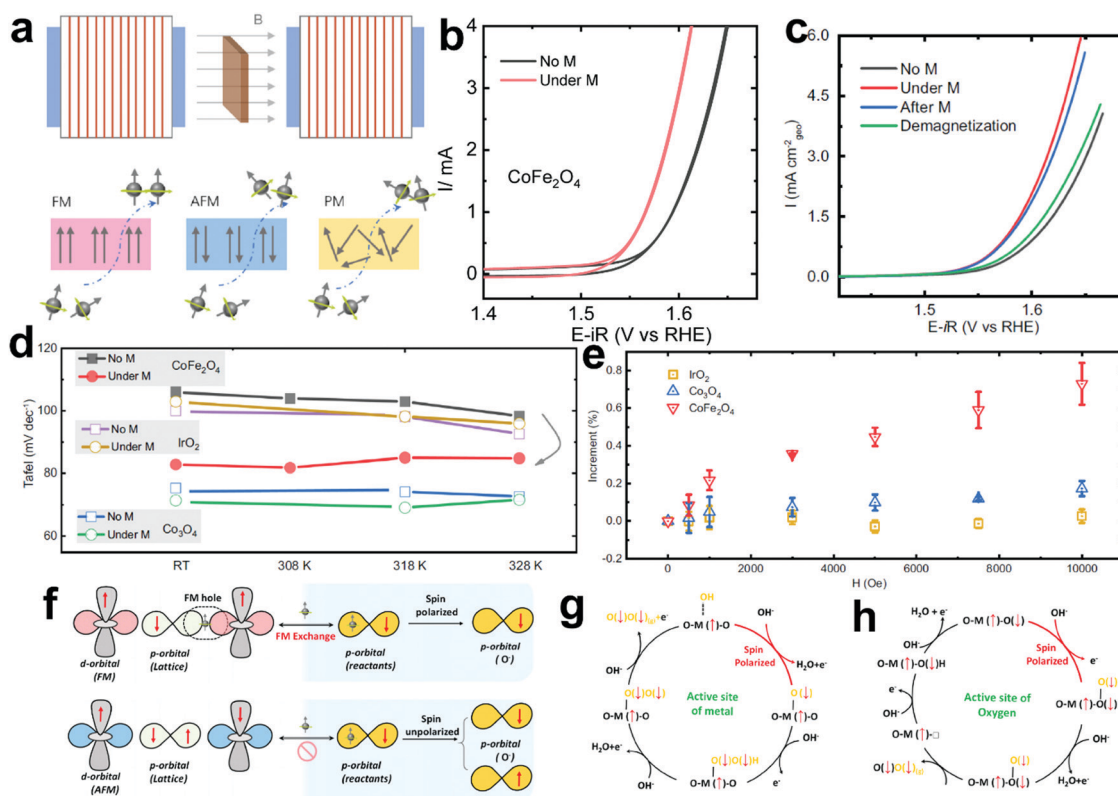 a
B
FM
AFM
PM
b
No M
Under M
CoFe₂O₄
I/ mA
4
3
2
1
0
1.4
1.5
1.6
E-iR (V vs RHE)
c
No M
Under M
After M
Demagnetization
I (mA cm⁻²geo)
6.0
4.5
3.0
1.5
0.0
1.5
1.6
E-iR (V vs RHE)
d
No M
CoFe₂O₄
Under M
No M
IrO₂
Under M
No M
Co₃O₄
Under M
Tafel (mV dec⁻¹)
120
100
80
60
RT
308 K
318 K
328 K
e
IrO₂
Co₃O₄
CoFe₂O₄
Increment (%)
1.0
0.8
0.6
0.4
0.2
0.0
-0.2
0
2000
4000
6000
8000
10000
H (Oe)
f
FM hole
FM Exchange
Spin
polarized
d-orbital
(FM)
p-orbital
(Lattice)
p-orbital
(reactants)
p-orbital
(O⁻)
Spin
unpolarized
p-orbital
(O⁻)
d-orbital
(AFM)
p-orbital
(Lattice)
p-orbital
(reactants)
g
OH
O(↓)O(↓)(g)+e⁻
OH⁻
O-M(↑)-O
Spin
Polarized
OH⁻
H₂O+e⁻
O(↓)O(↓)
M(↑)-O
Active site
of metal
O(↓)
O-M(↑)-O
H₂O+e⁻
OH⁻
O(↓)O(↓)H
O-M(↑)-O
OH⁻
e⁻
h
H₂O + e⁻
O-M(↑)-O(↓)
OH⁻
OH⁻
Spin
Polarized
e⁻
O-M(↑)-O(↓)H
O(↓)
O-M(↑)-O(↓)H
e⁻
Active site of
Oxygen
OH⁻
O-M(↑)-□
OH⁻
O(↓)O(↓)(g)
O(↓)
O-M(↑)-O(↓)
H₂O+e⁻